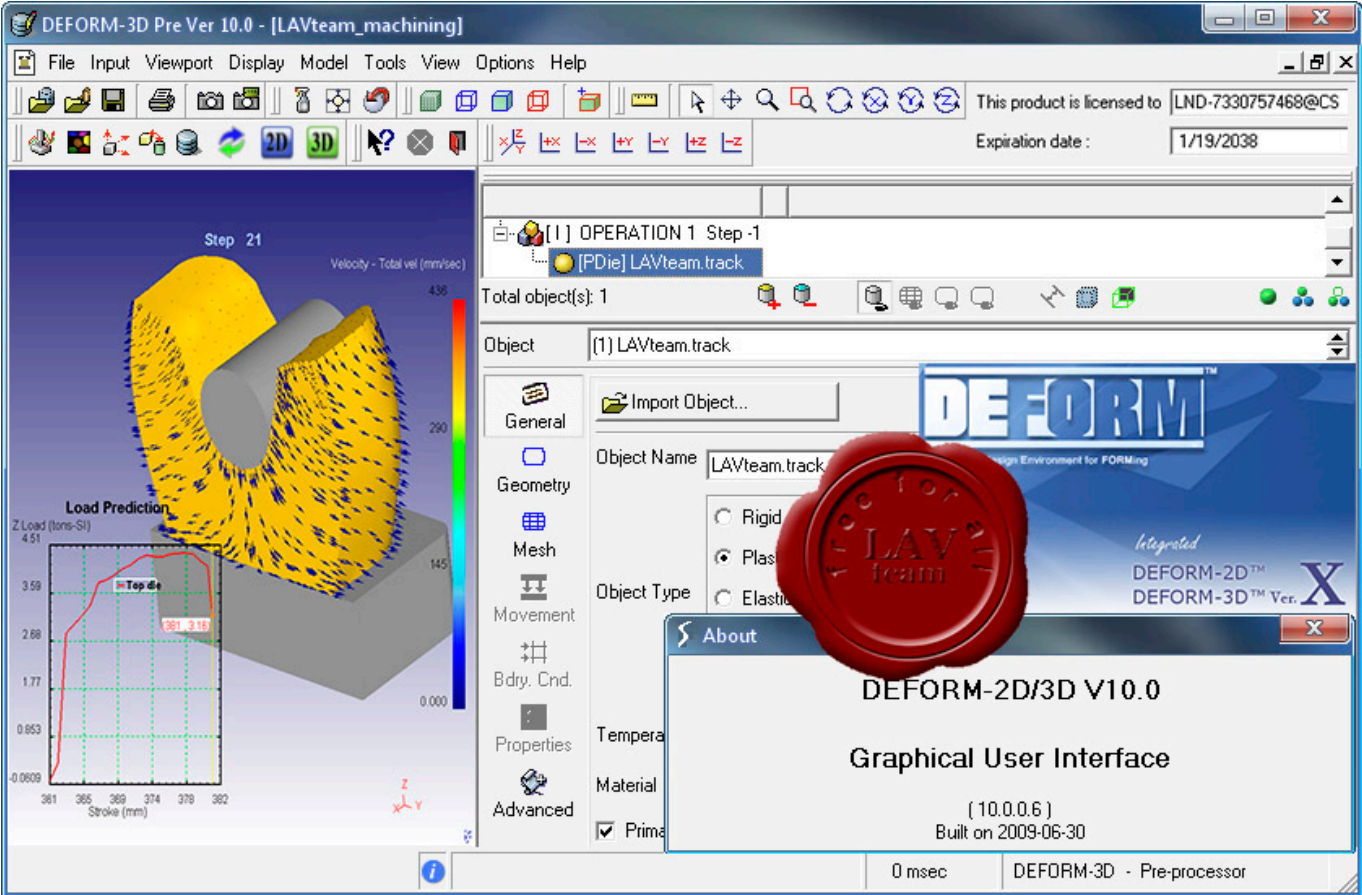 DEFORM-3D Pre Ver 10.0 - [LAVteam_machining]
File Input Viewport Display Model Tools View Options Help
This product is licensed to LND-7330757468@CS
2D 3D
+X -X +Y -Y +Z -Z
Expiration date : 1/19/2038
[ 1 ] OPERATION 1 Step -1
[PDie] LAVteam.track
Total object(s): 1
Object (1) LAVteam.track
Step 21
Velocity - Total vel (mm/sec)
436
290
145
0.000
Load Prediction
Z Load (tons-SI)
4.51
3.59
2.68
1.77
0.853
-0.0609
Top die
(381 , 3.16)
361 365 369 374 378 382
Stroke (mm)
Z
X Y
General
Geometry
Mesh
Movement
Bdry. Cnd.
Properties
Advanced
Import Object...
Object Name LAVteam.track
Object Type
Rigid
Plas
Elastic
Tempera
Material
Prima
DEFORM TM
sign Environment for FORMing
Integrated
DEFORM-2D™
DEFORM-3D™ Ver. X
free for all
LAV
team
About
DEFORM-2D/3D V10.0
Graphical User Interface
( 10.0.0.6 )
Built on 2009-06-30
0 msec
DEFORM-3D - Pre-processor